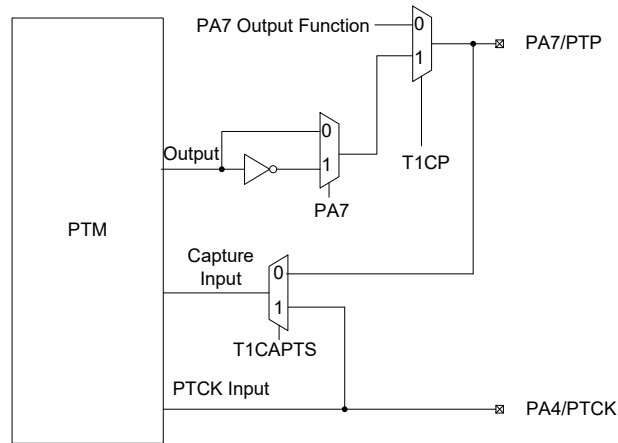 PA7 Output Function
0
1
PA7/PTP
T1CP
Output
0
1
PA7
PTM
Capture
Input
0
1
T1CAPTS
PTCK Input
PA4/PTCK